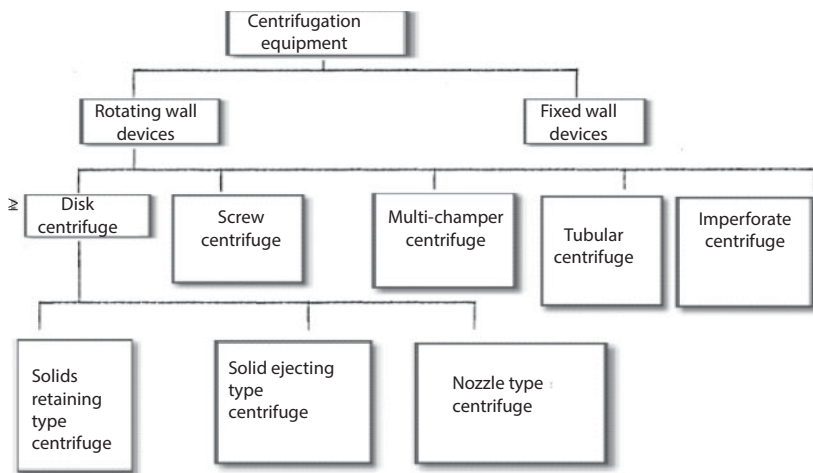 Centrifugation
equipment
Rotating wall
devices
Fixed wall
devices
Disk
centrifuge
Screw
centrifuge
Multi-champer
centrifuge
Tubular
centrifuge
Imperforate
centrifuge
Solids
retaining
type
centrifuge
Solid ejecting
type
centrifuge
Nozzle type
centrifuge